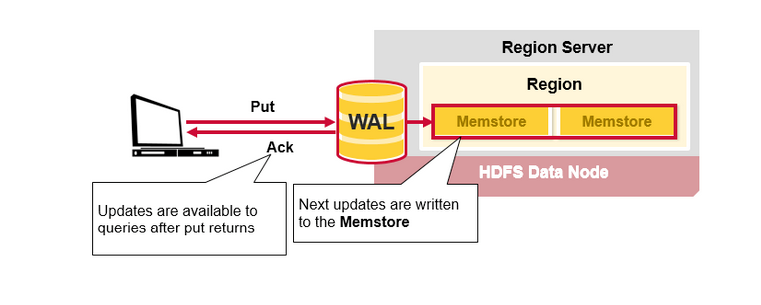 Region Server
Region
Put
WAL
Memstore
Memstore
Ack
HDFS Data Node
Updates are available to
queries after put returns
Next updates are written
to the Memstore